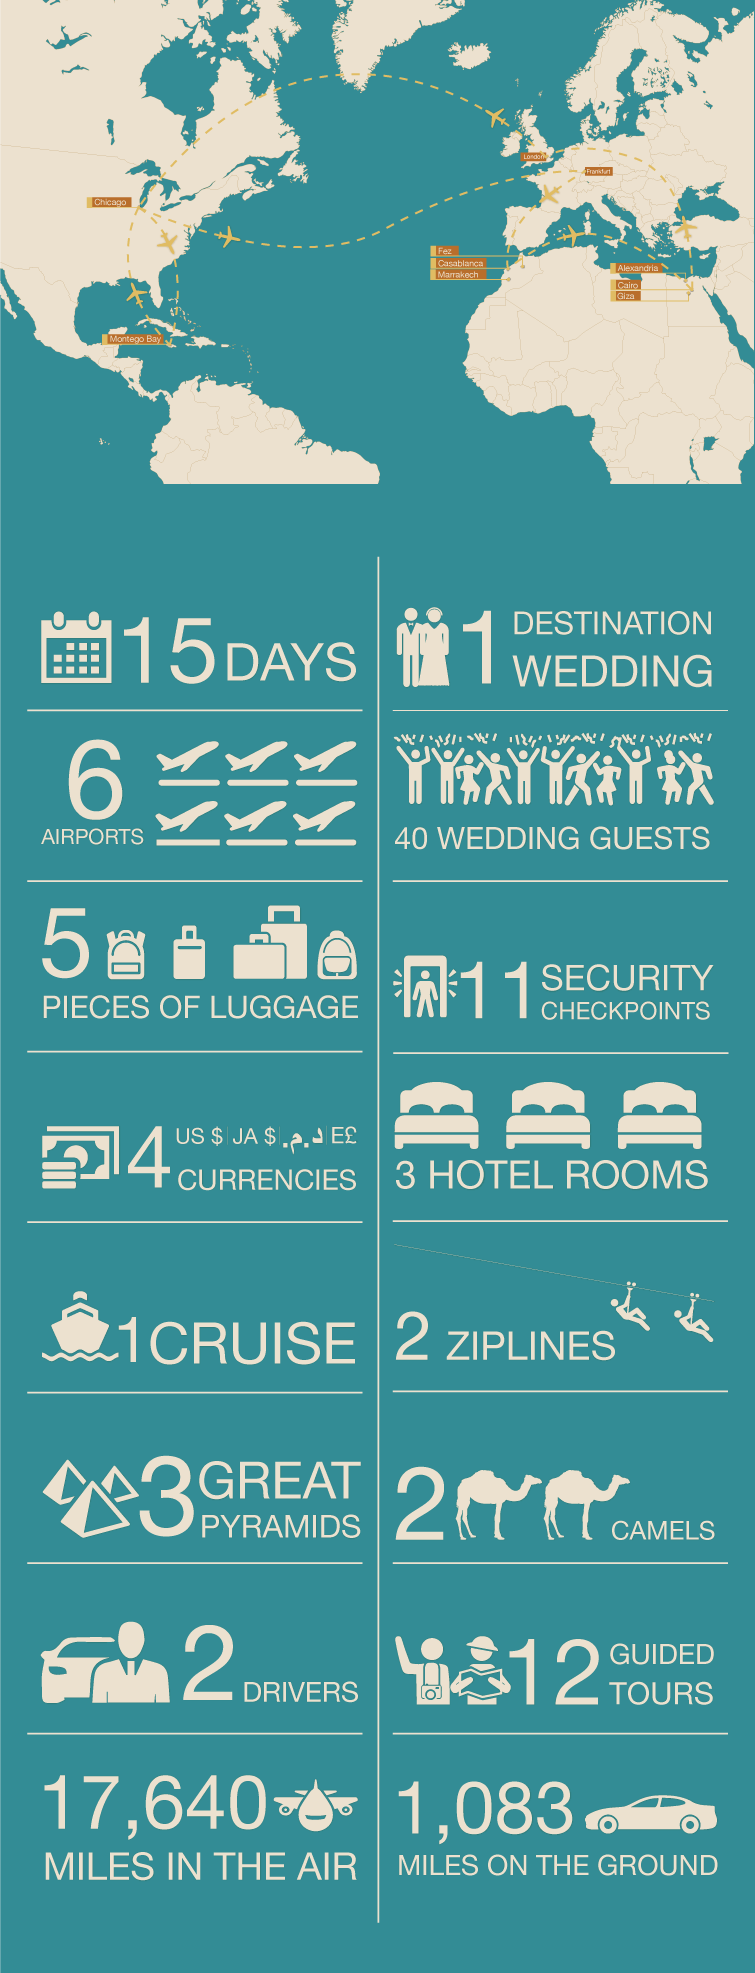 London
Frankfurt
Chicago
Fez
Casablanca
Marrakech
Alexandria
Cairo
Giza
Montego Bay
15 DAYS
1 DESTINATION
WEDDING
6
AIRPORTS
40 WEDDING GUESTS
5
PIECES OF LUGGAGE
11 SECURITY
CHECKPOINTS
4 US $ | JA $ | د.م. | E£
CURRENCIES
3 HOTEL ROOMS
1 CRUISE
2 ZIPLINES
3 GREAT
PYRAMIDS
2 CAMELS
2 DRIVERS
12 GUIDED
TOURS
17,640
MILES IN THE AIR
1,083
MILES ON THE GROUND